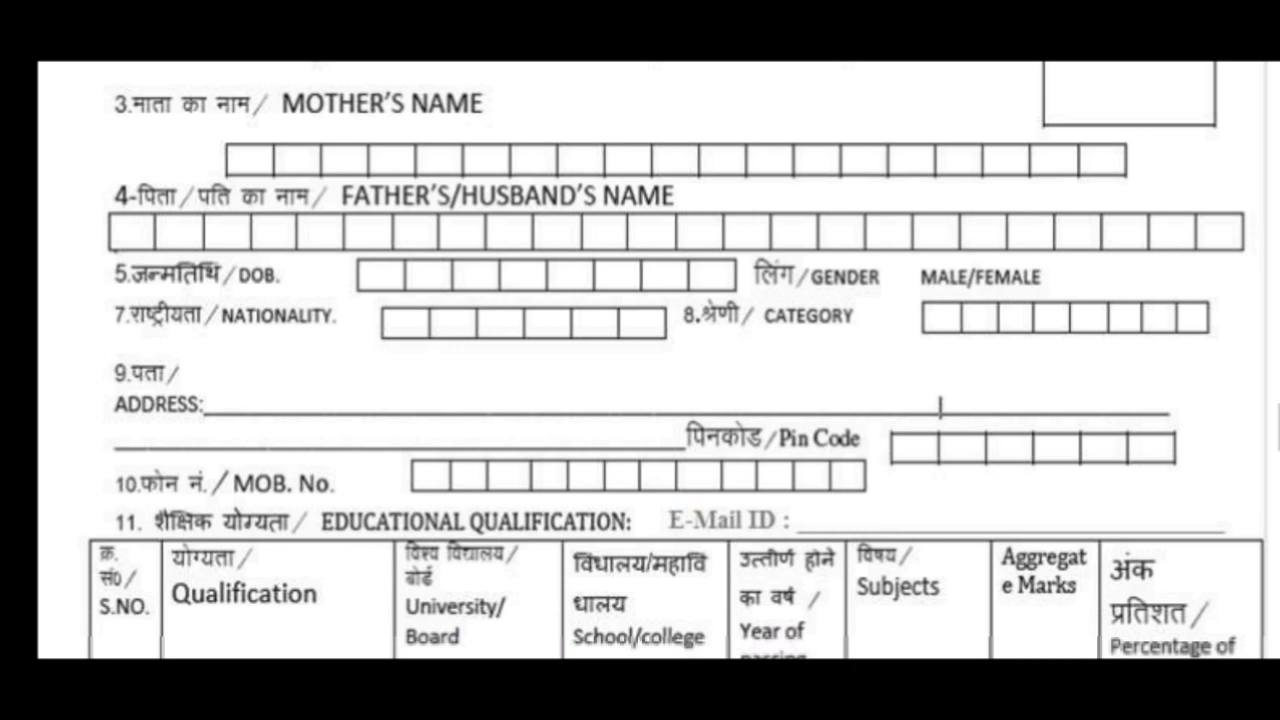 3.माता का नाम/ MOTHER'S NAME
4-पिता/पति का नाम/ FATHER'S/HUSBAND'S NAME
5.जन्मतिथि/DOB. लिंग/GENDER MALE/FEMALE
7.राष्ट्रीयता/NATIONALITY. 8.श्रेणी/ CATEGORY
9.पता/
ADDRESS:
पिनकोड/Pin Code
10.फोन नं./MOB. No.
11. शैक्षिक योग्यता/ EDUCATIONAL QUALIFICATION: E-Mail ID :
क्र.
सं0/
S.NO.
योग्यता/
Qualification
विश्व विद्यालय/
बोर्ड
University/
Board
विधालय/महावि
धालय
School/college
उत्तीर्ण होने
का वर्ष /
Year of
passing
विषय/
Subjects
Aggregat
e Marks
अंक
प्रतिशत/
Percentage of